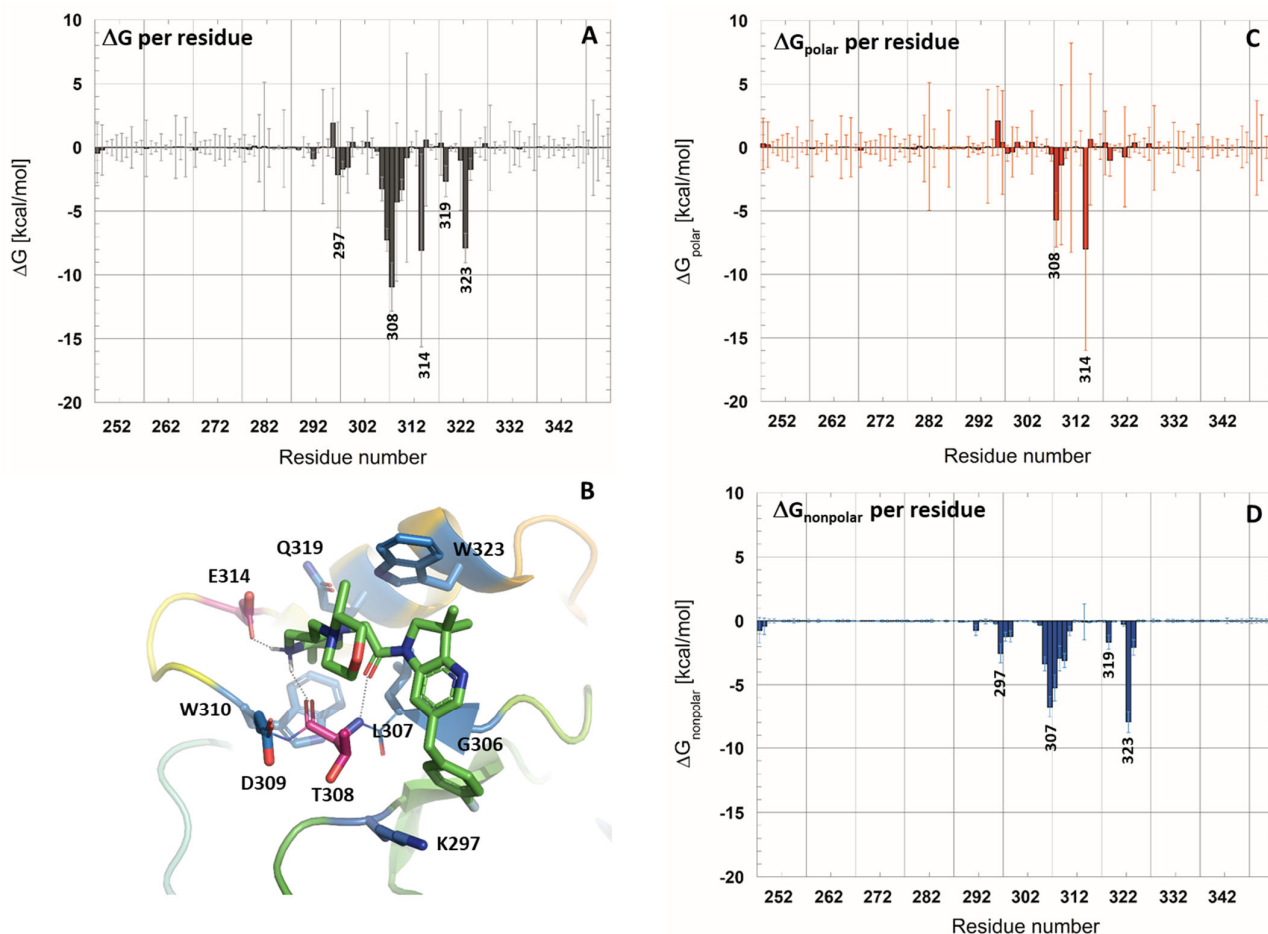 ΔG per residue
A
10
5
0
-5
-10
-15
-20
ΔG [kcal/mol]
297
308
314
319
323
252 262 272 282 292 302 312 322 332 342
Residue number
B
Q319
W323
E314
W310
L307
G306
D309
T308
K297
ΔGpolar per residue
C
10
5
0
-5
-10
-15
-20
ΔGpolar [kcal/mol]
308
314
252 262 272 282 292 302 312 322 332 342
Residue number
ΔGnonpolar per residue
D
10
5
0
-5
-10
-15
-20
ΔGnonpolar [kcal/mol]
297
307
319
323
252 262 272 282 292 302 312 322 332 342
Residue number